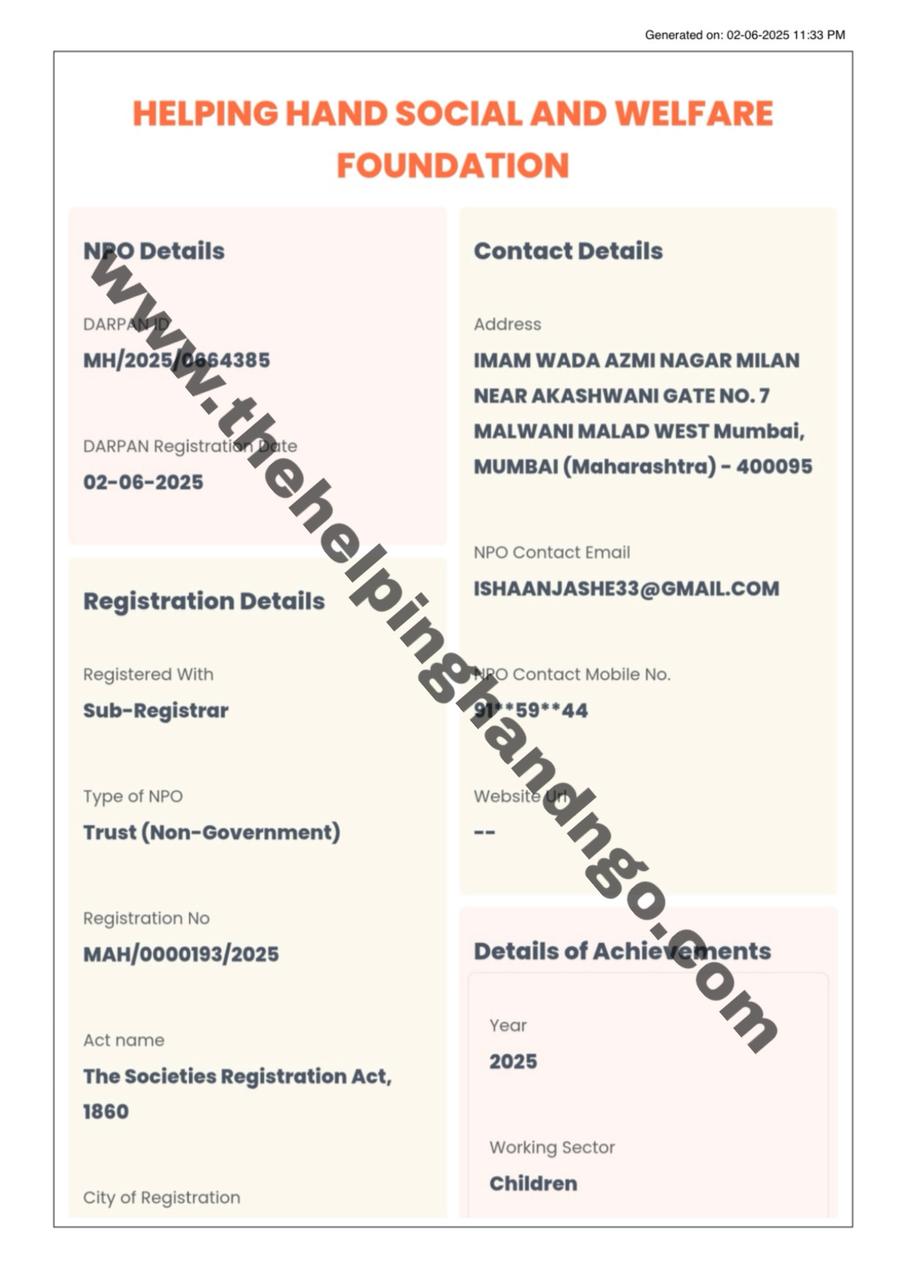 Generated on: 02-06-2025 11:33 PM
HELPING HAND SOCIAL AND WELFARE
FOUNDATION
NPO Details
DARPAN ID
MH/2025/0664385
DARPAN Registration Date
02-06-2025
Registration Details
Registered With
Sub-Registrar
Type of NPO
Trust (Non-Government)
Registration No
MAH/0000193/2025
Act name
The Societies Registration Act,
1860
City of Registration
Contact Details
Address
IMAM WADA AZMI NAGAR MILAN
NEAR AKASHWANI GATE NO. 7
MALWANI MALAD WEST Mumbai,
MUMBAI (Maharashtra) - 400095
NPO Contact Email
ISHAANJASHE33@GMAIL.COM
NPO Contact Mobile No.
91**59**44
Website Url
--
Details of Achievements
Year
2025
Working Sector
Children
www.thehelpinghandngo.com